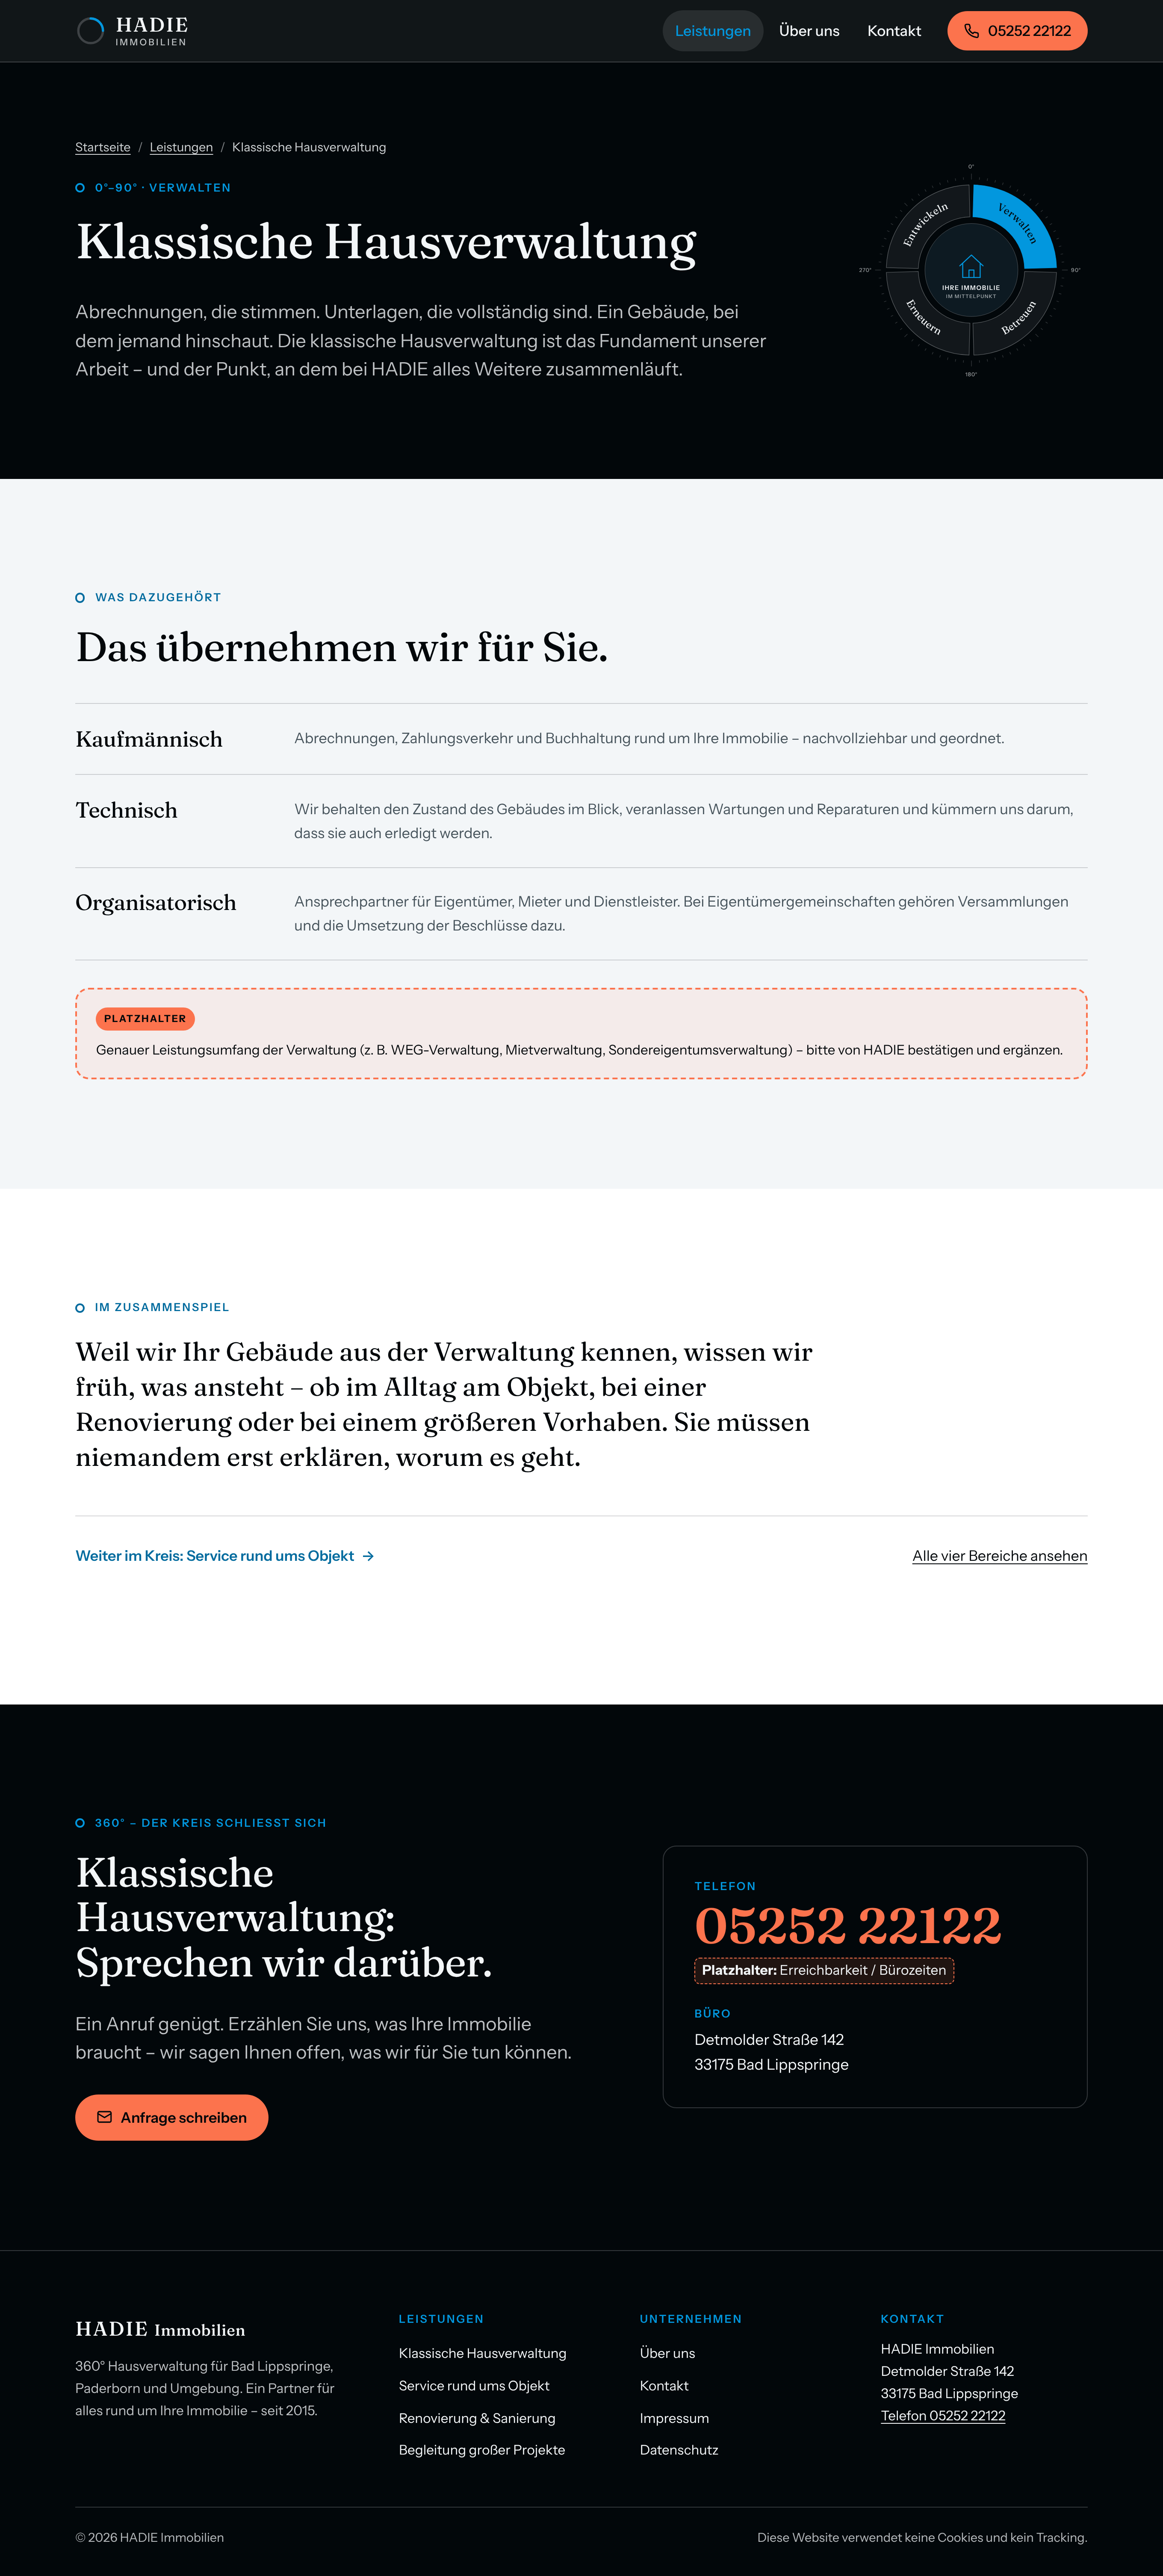 HADIE
IMMOBILIEN
Leistungen
Über uns
Kontakt
05252 22122
Startseite / Leistungen / Klassische Hausverwaltung
0°–90° · VERWALTEN
Klassische Hausverwaltung
Abrechnungen, die stimmen. Unterlagen, die vollständig sind. Ein Gebäude, bei
dem jemand hinschaut. Die klassische Hausverwaltung ist das Fundament unserer
Arbeit – und der Punkt, an dem bei HADIE alles Weitere zusammenläuft.
0°
Entwickeln
Verwalten
270°
90°
IHRE IMMOBILIE
IM MITTELPUNKT
Erneuern
Betreuen
180°
WAS DAZUGEHÖRT
Das übernehmen wir für Sie.
Kaufmännisch
Abrechnungen, Zahlungsverkehr und Buchhaltung rund um Ihre Immobilie – nachvollziehbar und geordnet.
Technisch
Wir behalten den Zustand des Gebäudes im Blick, veranlassen Wartungen und Reparaturen und kümmern uns darum,
dass sie auch erledigt werden.
Organisatorisch
Ansprechpartner für Eigentümer, Mieter und Dienstleister. Bei Eigentümergemeinschaften gehören Versammlungen
und die Umsetzung der Beschlüsse dazu.
PLATZHALTER
Genauer Leistungsumfang der Verwaltung (z. B. WEG-Verwaltung, Mietverwaltung, Sondereigentumsverwaltung) – bitte von HADIE bestätigen und ergänzen.
IM ZUSAMMENSPIEL
Weil wir Ihr Gebäude aus der Verwaltung kennen, wissen wir
früh, was ansteht – ob im Alltag am Objekt, bei einer
Renovierung oder bei einem größeren Vorhaben. Sie müssen
niemandem erst erklären, worum es geht.
Weiter im Kreis: Service rund ums Objekt →
Alle vier Bereiche ansehen
360° – DER KREIS SCHLIESST SICH
Klassische
Hausverwaltung:
Sprechen wir darüber.
Ein Anruf genügt. Erzählen Sie uns, was Ihre Immobilie
braucht – wir sagen Ihnen offen, was wir für Sie tun können.
Anfrage schreiben
TELEFON
05252 22122
Platzhalter: Erreichbarkeit / Bürozeiten
BÜRO
Detmolder Straße 142
33175 Bad Lippspringe
HADIE Immobilien
360° Hausverwaltung für Bad Lippspringe,
Paderborn und Umgebung. Ein Partner für
alles rund um Ihre Immobilie – seit 2015.
LEISTUNGEN
Klassische Hausverwaltung
Service rund ums Objekt
Renovierung & Sanierung
Begleitung großer Projekte
UNTERNEHMEN
Über uns
Kontakt
Impressum
Datenschutz
KONTAKT
HADIE Immobilien
Detmolder Straße 142
33175 Bad Lippspringe
Telefon 05252 22122
© 2026 HADIE Immobilien
Diese Website verwendet keine Cookies und kein Tracking.